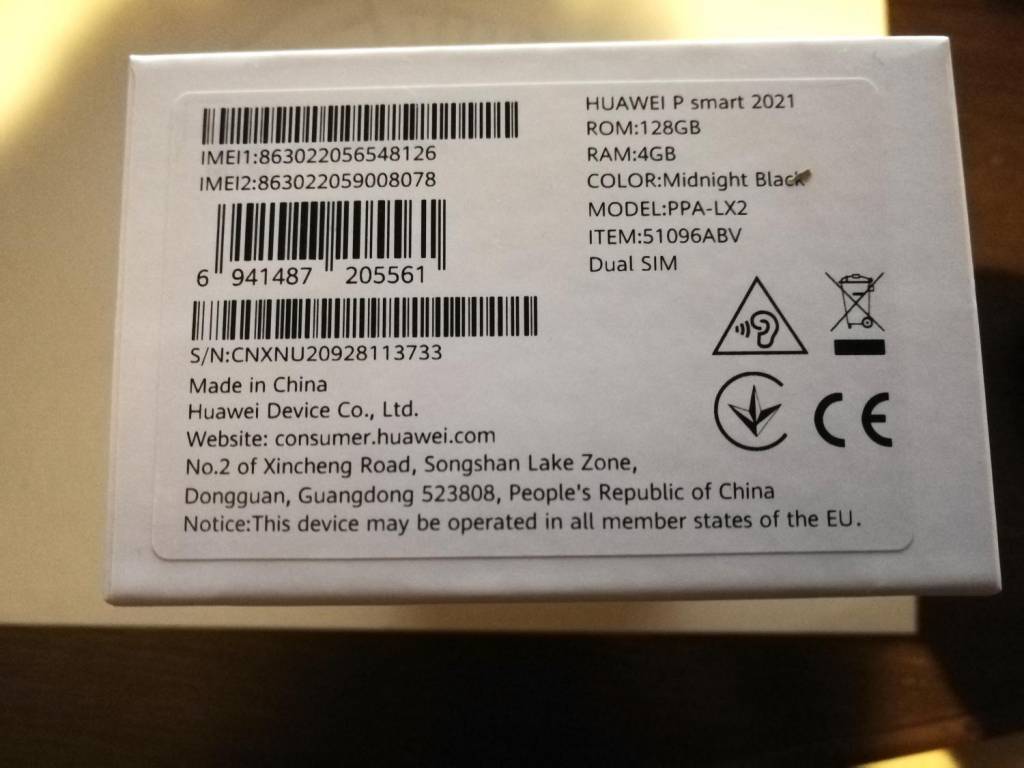 IMEI1:863022056548126
IMEI2:863022059008078
6 941487 205561
S/N:CNXNU20928113733
Made in China
Huawei Device Co., Ltd.
Website: consumer.huawei.com
No.2 of Xincheng Road, Songshan Lake Zone,
Dongguan, Guangdong 523808, People's Republic of China
Notice:This device may be operated in all member states of the EU.
HUAWEI P smart 2021
ROM:128GB
RAM:4GB
COLOR:Midnight Black
MODEL:PPA-LX2
ITEM:51096ABV
Dual SIM
CE